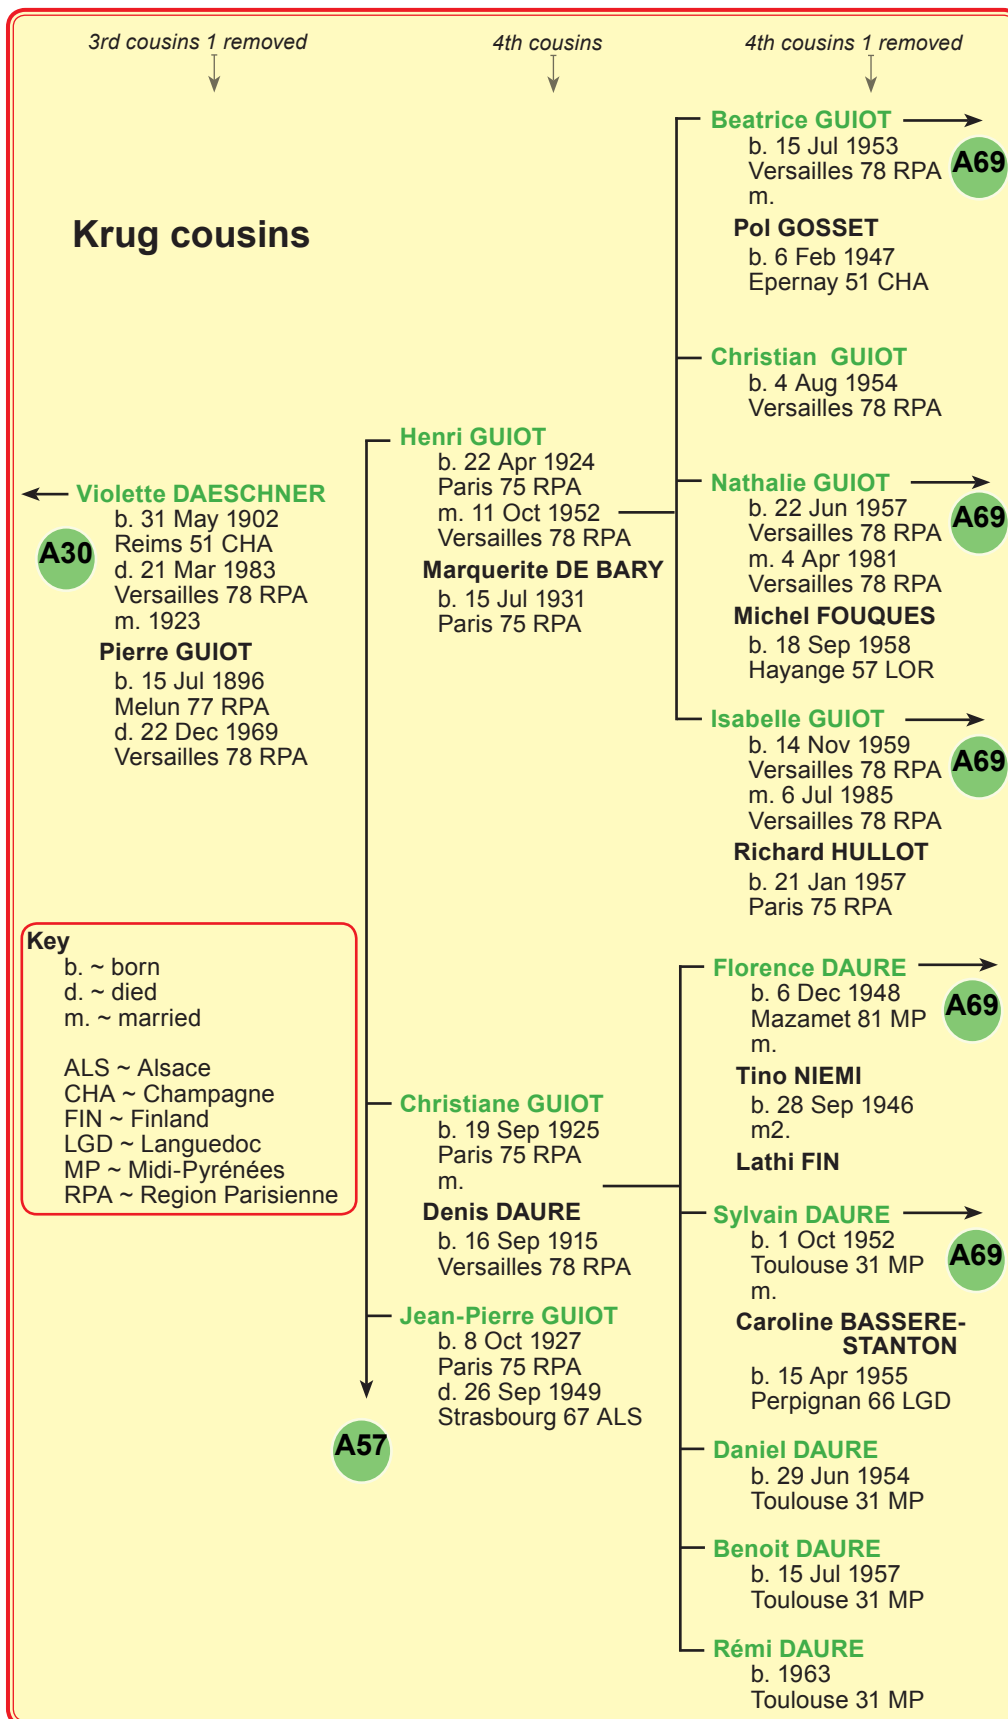 3rd cousins 1 removed
4th cousins
4th cousins 1 removed
Krug cousins
Violette DAESCHNER
b. 31 May 1902
Reims 51 CHA
d. 21 Mar 1983
Versailles 78 RPA
m. 1923
A30
Pierre GUIOT
b. 15 Jul 1896
Melun 77 RPA
d. 22 Dec 1969
Versailles 78 RPA
Key
b. ~ born
d. ~ died
m. ~ married
ALS ~ Alsace
CHA ~ Champagne
FIN ~ Finland
LGD ~ Languedoc
MP ~ Midi-Pyrénées
RPA ~ Region Parisienne
Henri GUIOT
b. 22 Apr 1924
Paris 75 RPA
m. 11 Oct 1952
Versailles 78 RPA
Marquerite DE BARY
b. 15 Jul 1931
Paris 75 RPA
Christiane GUIOT
b. 19 Sep 1925
Paris 75 RPA
m.
Denis DAURE
b. 16 Sep 1915
Versailles 78 RPA
Jean-Pierre GUIOT
b. 8 Oct 1927
Paris 75 RPA
d. 26 Sep 1949
Strasbourg 67 ALS
A57
Beatrice GUIOT
b. 15 Jul 1953
Versailles 78 RPA
m.
A69
Pol GOSSET
b. 6 Feb 1947
Epernay 51 CHA
Christian GUIOT
b. 4 Aug 1954
Versailles 78 RPA
Nathalie GUIOT
b. 22 Jun 1957
Versailles 78 RPA
m. 4 Apr 1981
Versailles 78 RPA
A69
Michel FOUQUES
b. 18 Sep 1958
Hayange 57 LOR
Isabelle GUIOT
b. 14 Nov 1959
Versailles 78 RPA
m. 6 Jul 1985
Versailles 78 RPA
A69
Richard HULLOT
b. 21 Jan 1957
Paris 75 RPA
Florence DAURE
b. 6 Dec 1948
Mazamet 81 MP
m.
A69
Tino NIEMI
b. 28 Sep 1946
m2.
Lathi FIN
Sylvain DAURE
b. 1 Oct 1952
Toulouse 31 MP
m.
A69
Caroline BASSERE-
STANTON
b. 15 Apr 1955
Perpignan 66 LGD
Daniel DAURE
b. 29 Jun 1954
Toulouse 31 MP
Benoit DAURE
b. 15 Jul 1957
Toulouse 31 MP
Rémi DAURE
b. 1963
Toulouse 31 MP